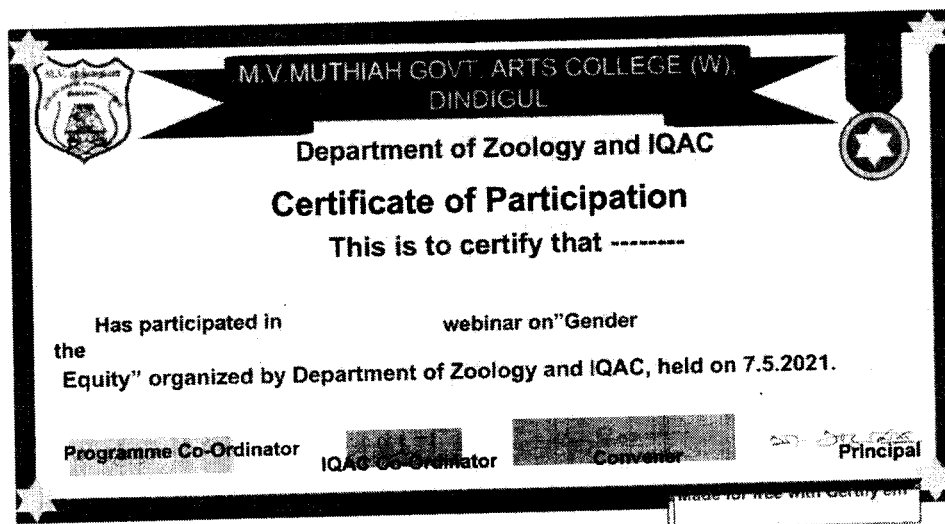 M.V.MUTHIAH GOVT. ARTS COLLEGE (W),
DINDIGUL
Department of Zoology and IQAC
Certificate of Participation
This is to certify that --------
Has participated in webinar on"Gender
the
Equity" organized by Department of Zoology and IQAC, held on 7.5.2021.
Programme Co-Ordinator IQAC Co-Ordinator Convenor Principal
Made for free with Certify'em